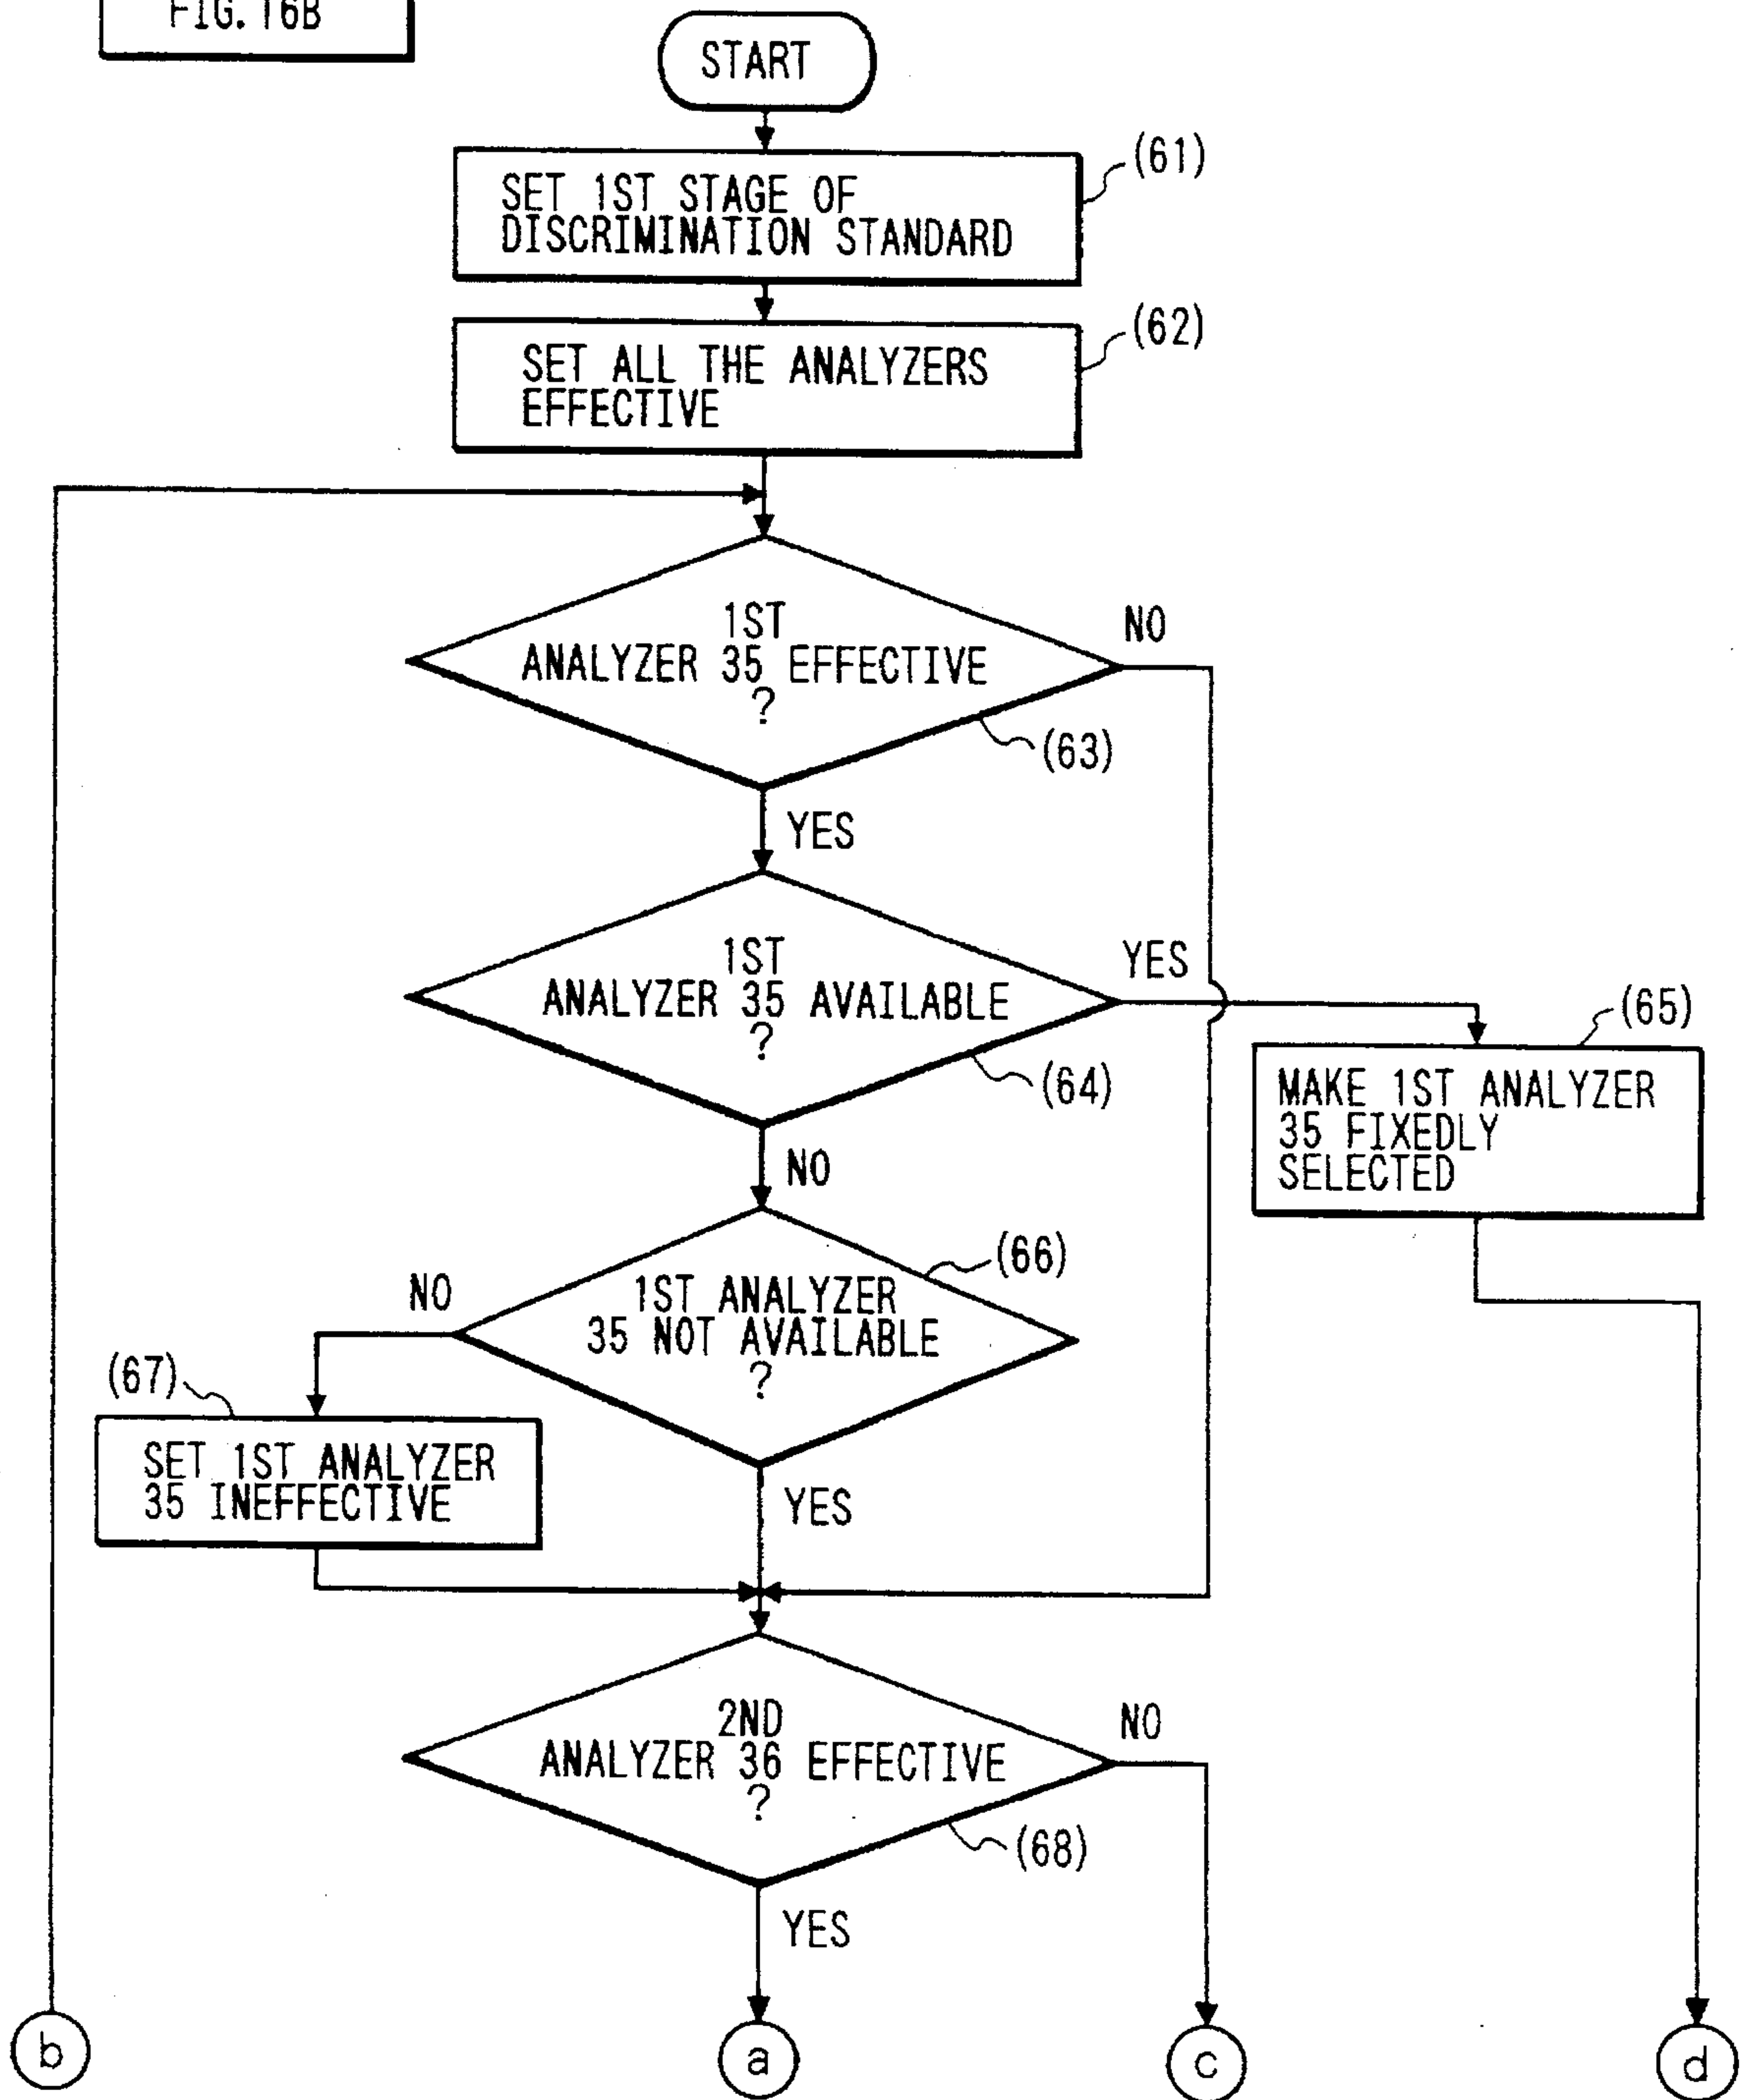 FIG. 16B
START
(61)
SET 1ST STAGE OF
DISCRIMINATION STANDARD
(62)
SET ALL THE ANALYZERS
EFFECTIVE
1ST
ANALYZER 35 EFFECTIVE
?
NO
(63)
YES
1ST
ANALYZER 35 AVAILABLE
?
YES
(64)
(65)
MAKE 1ST ANALYZER
35 FIXEDLY
SELECTED
NO
(66)
1ST ANALYZER
35 NOT AVAILABLE
?
NO
(67)
SET 1ST ANALYZER
35 INEFFECTIVE
YES
2ND
ANALYZER 36 EFFECTIVE
?
NO
(68)
YES
b
a
c
d